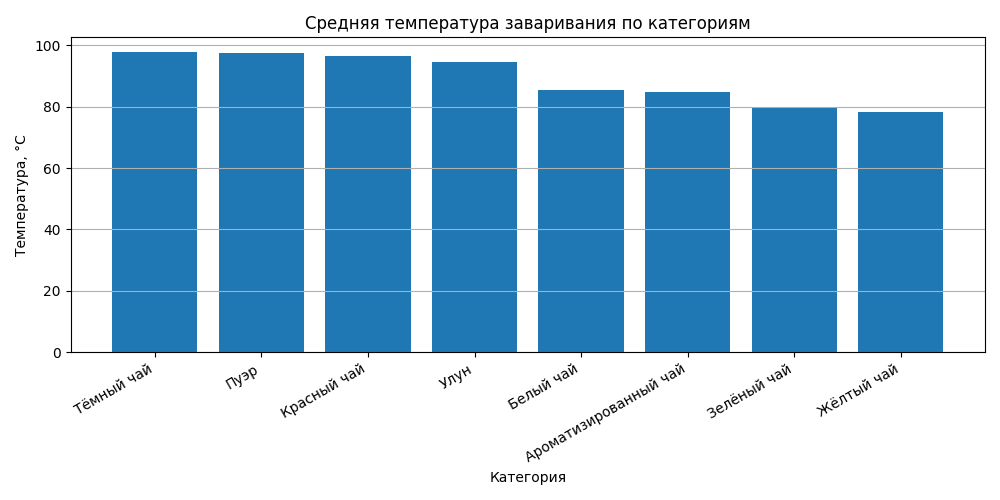 Средняя температура заваривания по категориям
Температура, °C
100
80
60
40
20
0
Тёмный чай
Пуэр
Красный чай
Улун
Белый чай
Ароматизированный чай
Зелёный чай
Жёлтый чай
Категория